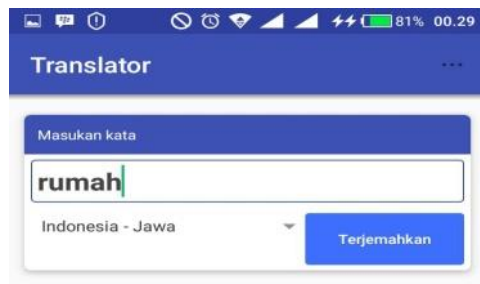 81% 00.29
Translator
Masukan kata
rumah
Indonesia - Jawa
Terjemahkan